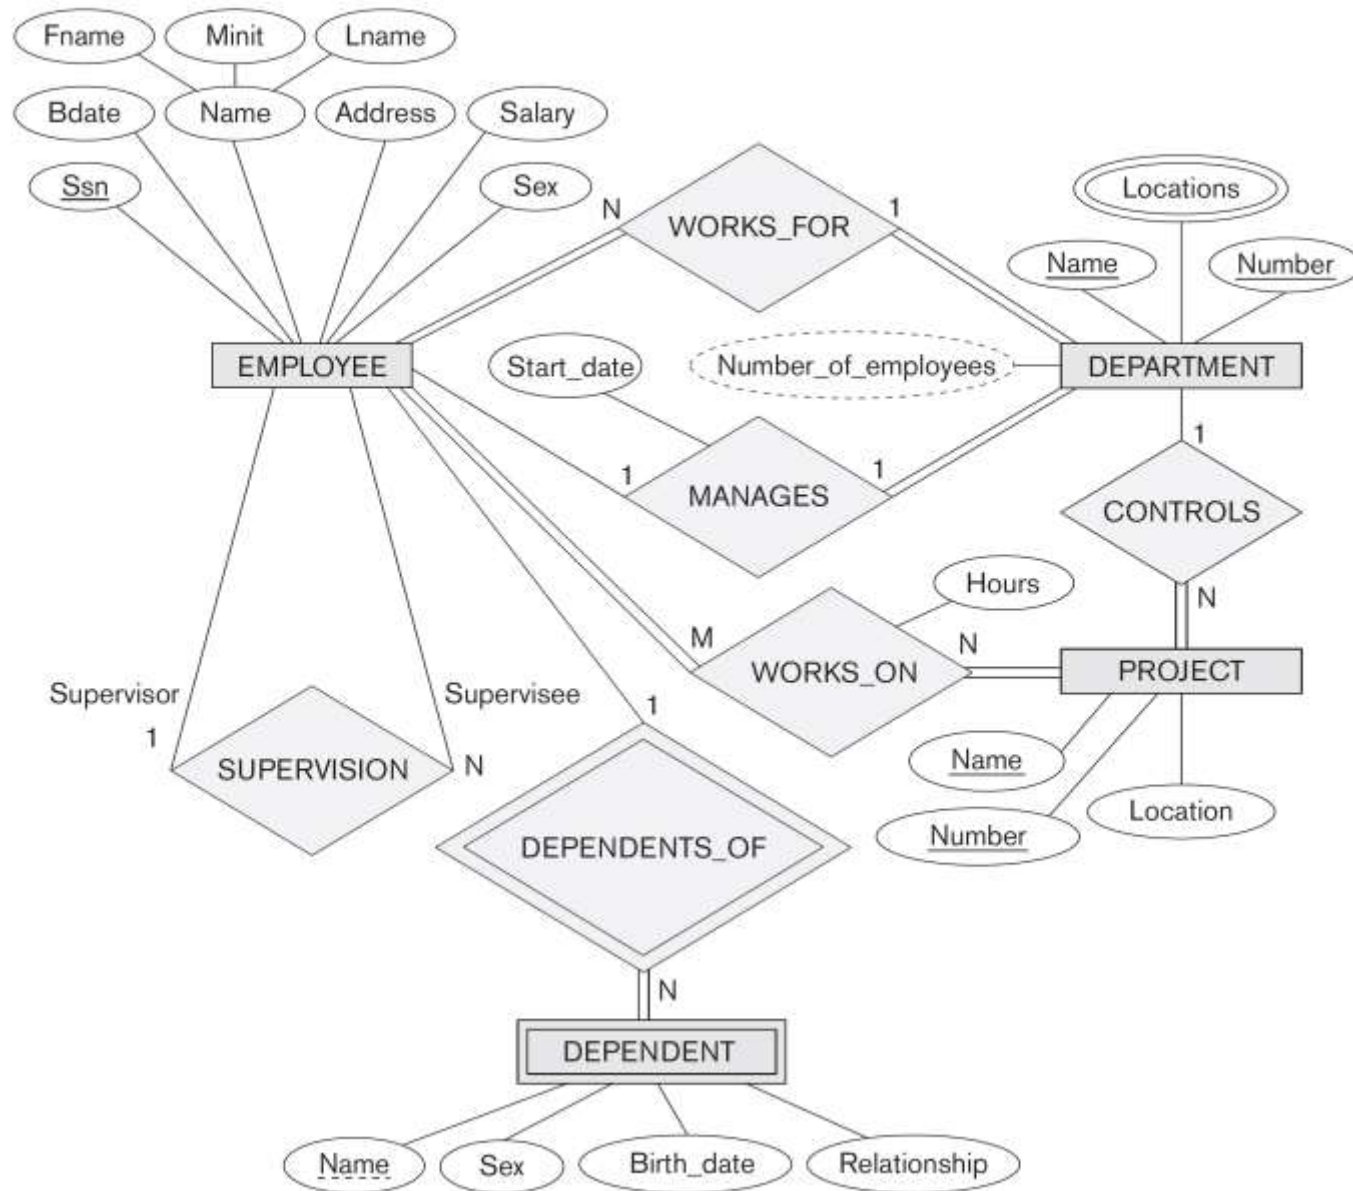 Fname
Minit
Lname
Bdate
Name
Address
Salary
Ssn
Sex
Locations
N
WORKS_FOR
1
Name
Number
EMPLOYEE
Start_date
Number_of_employees
DEPARTMENT
1
1
MANAGES
1
CONTROLS
Hours
N
M
WORKS_ON
N
PROJECT
Supervisor
Supervisee
1
1
SUPERVISION
N
Name
Location
Number
DEPENDENTS_OF
N
DEPENDENT
Name
Sex
Birth_date
Relationship